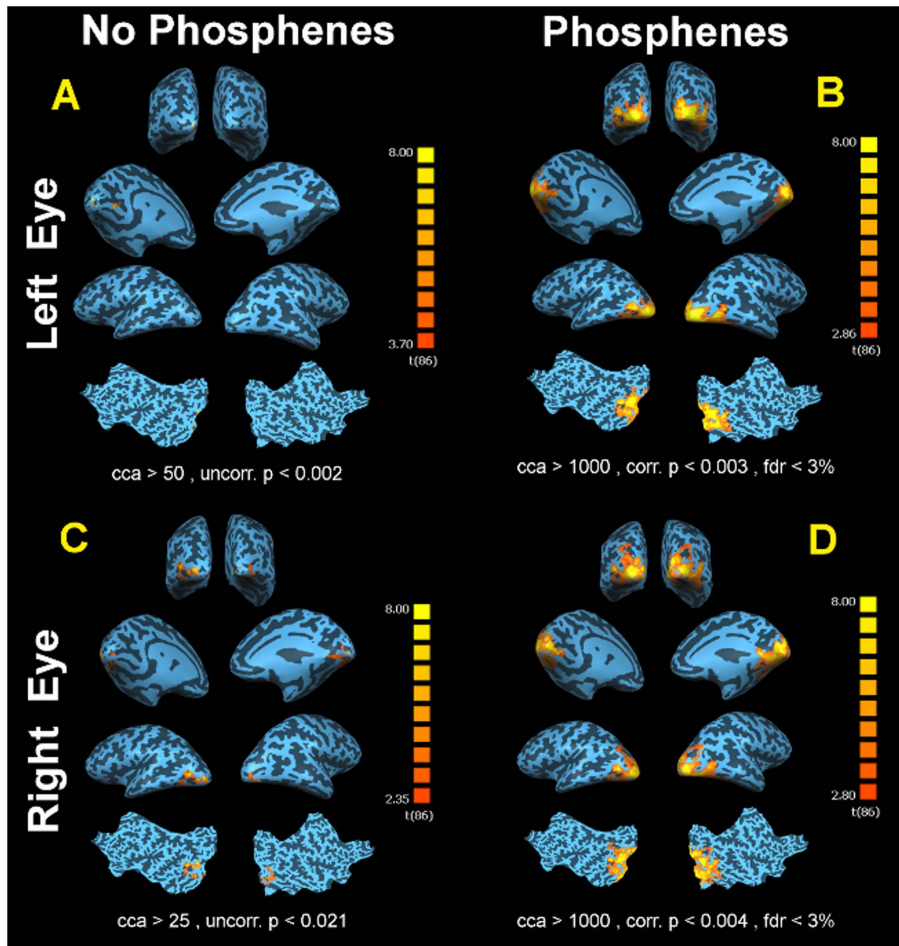 No Phosphenes
Phosphenes
Left Eye
A
8.00
3.70
t(86)
cca > 50 , uncorr. p < 0.002
B
8.00
2.86
t(86)
cca > 1000 , corr. p < 0.003 , fdr < 3%
Right Eye
C
8.00
2.35
t(86)
cca > 25 , uncorr. p < 0.021
D
8.00
2.80
t(86)
cca > 1000 , corr. p < 0.004 , fdr < 3%